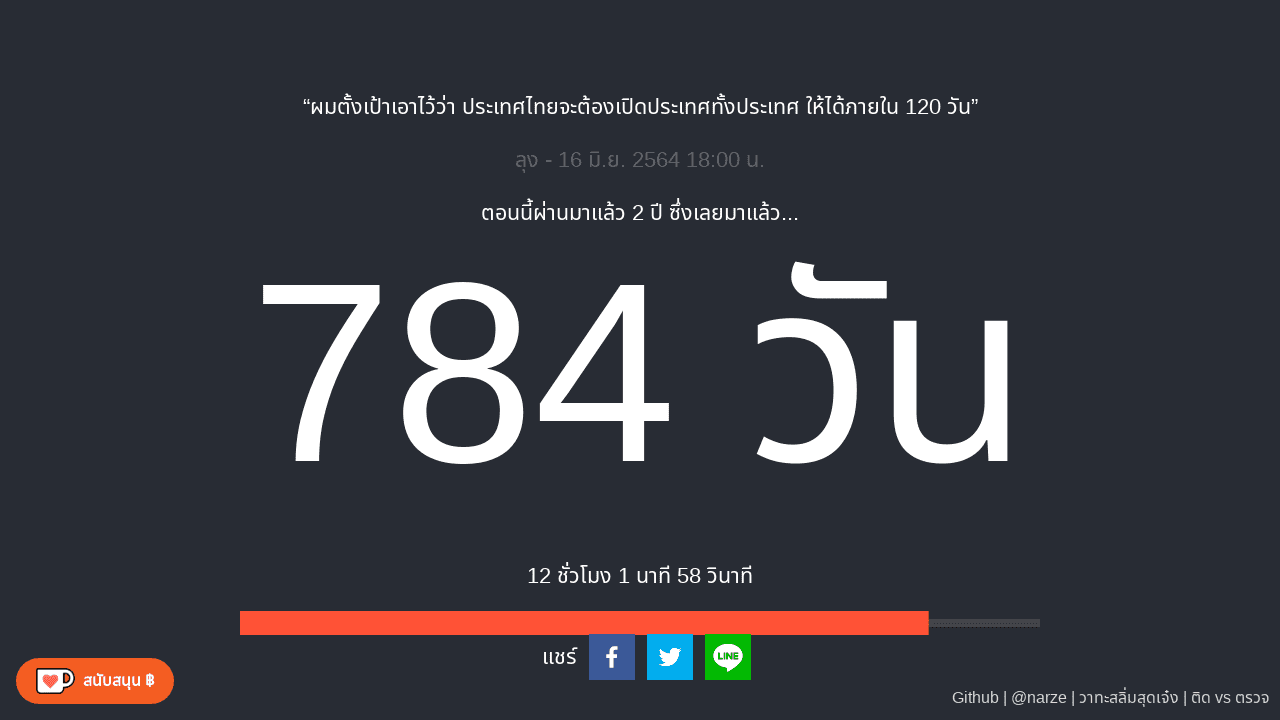 “ผมตั้งเป้าเอาไว้ว่า ประเทศไทยจะต้องเปิดประเทศทั้งประเทศ ให้ได้ภายใน 120 วัน”
ลุง - 16 มิ.ย. 2564 18:00 น.
ตอนนี้ผ่านมาแล้ว 2 ปี ซึ่งเลยมาแล้ว...
784 วัน
12 ชั่วโมง 1 นาที 58 วินาที
แชร์
LINE
สนับสนุน ฿
Github | @narze | วาทะสลิ่มสุดเจ๋ง | ติด vs ตรวจ